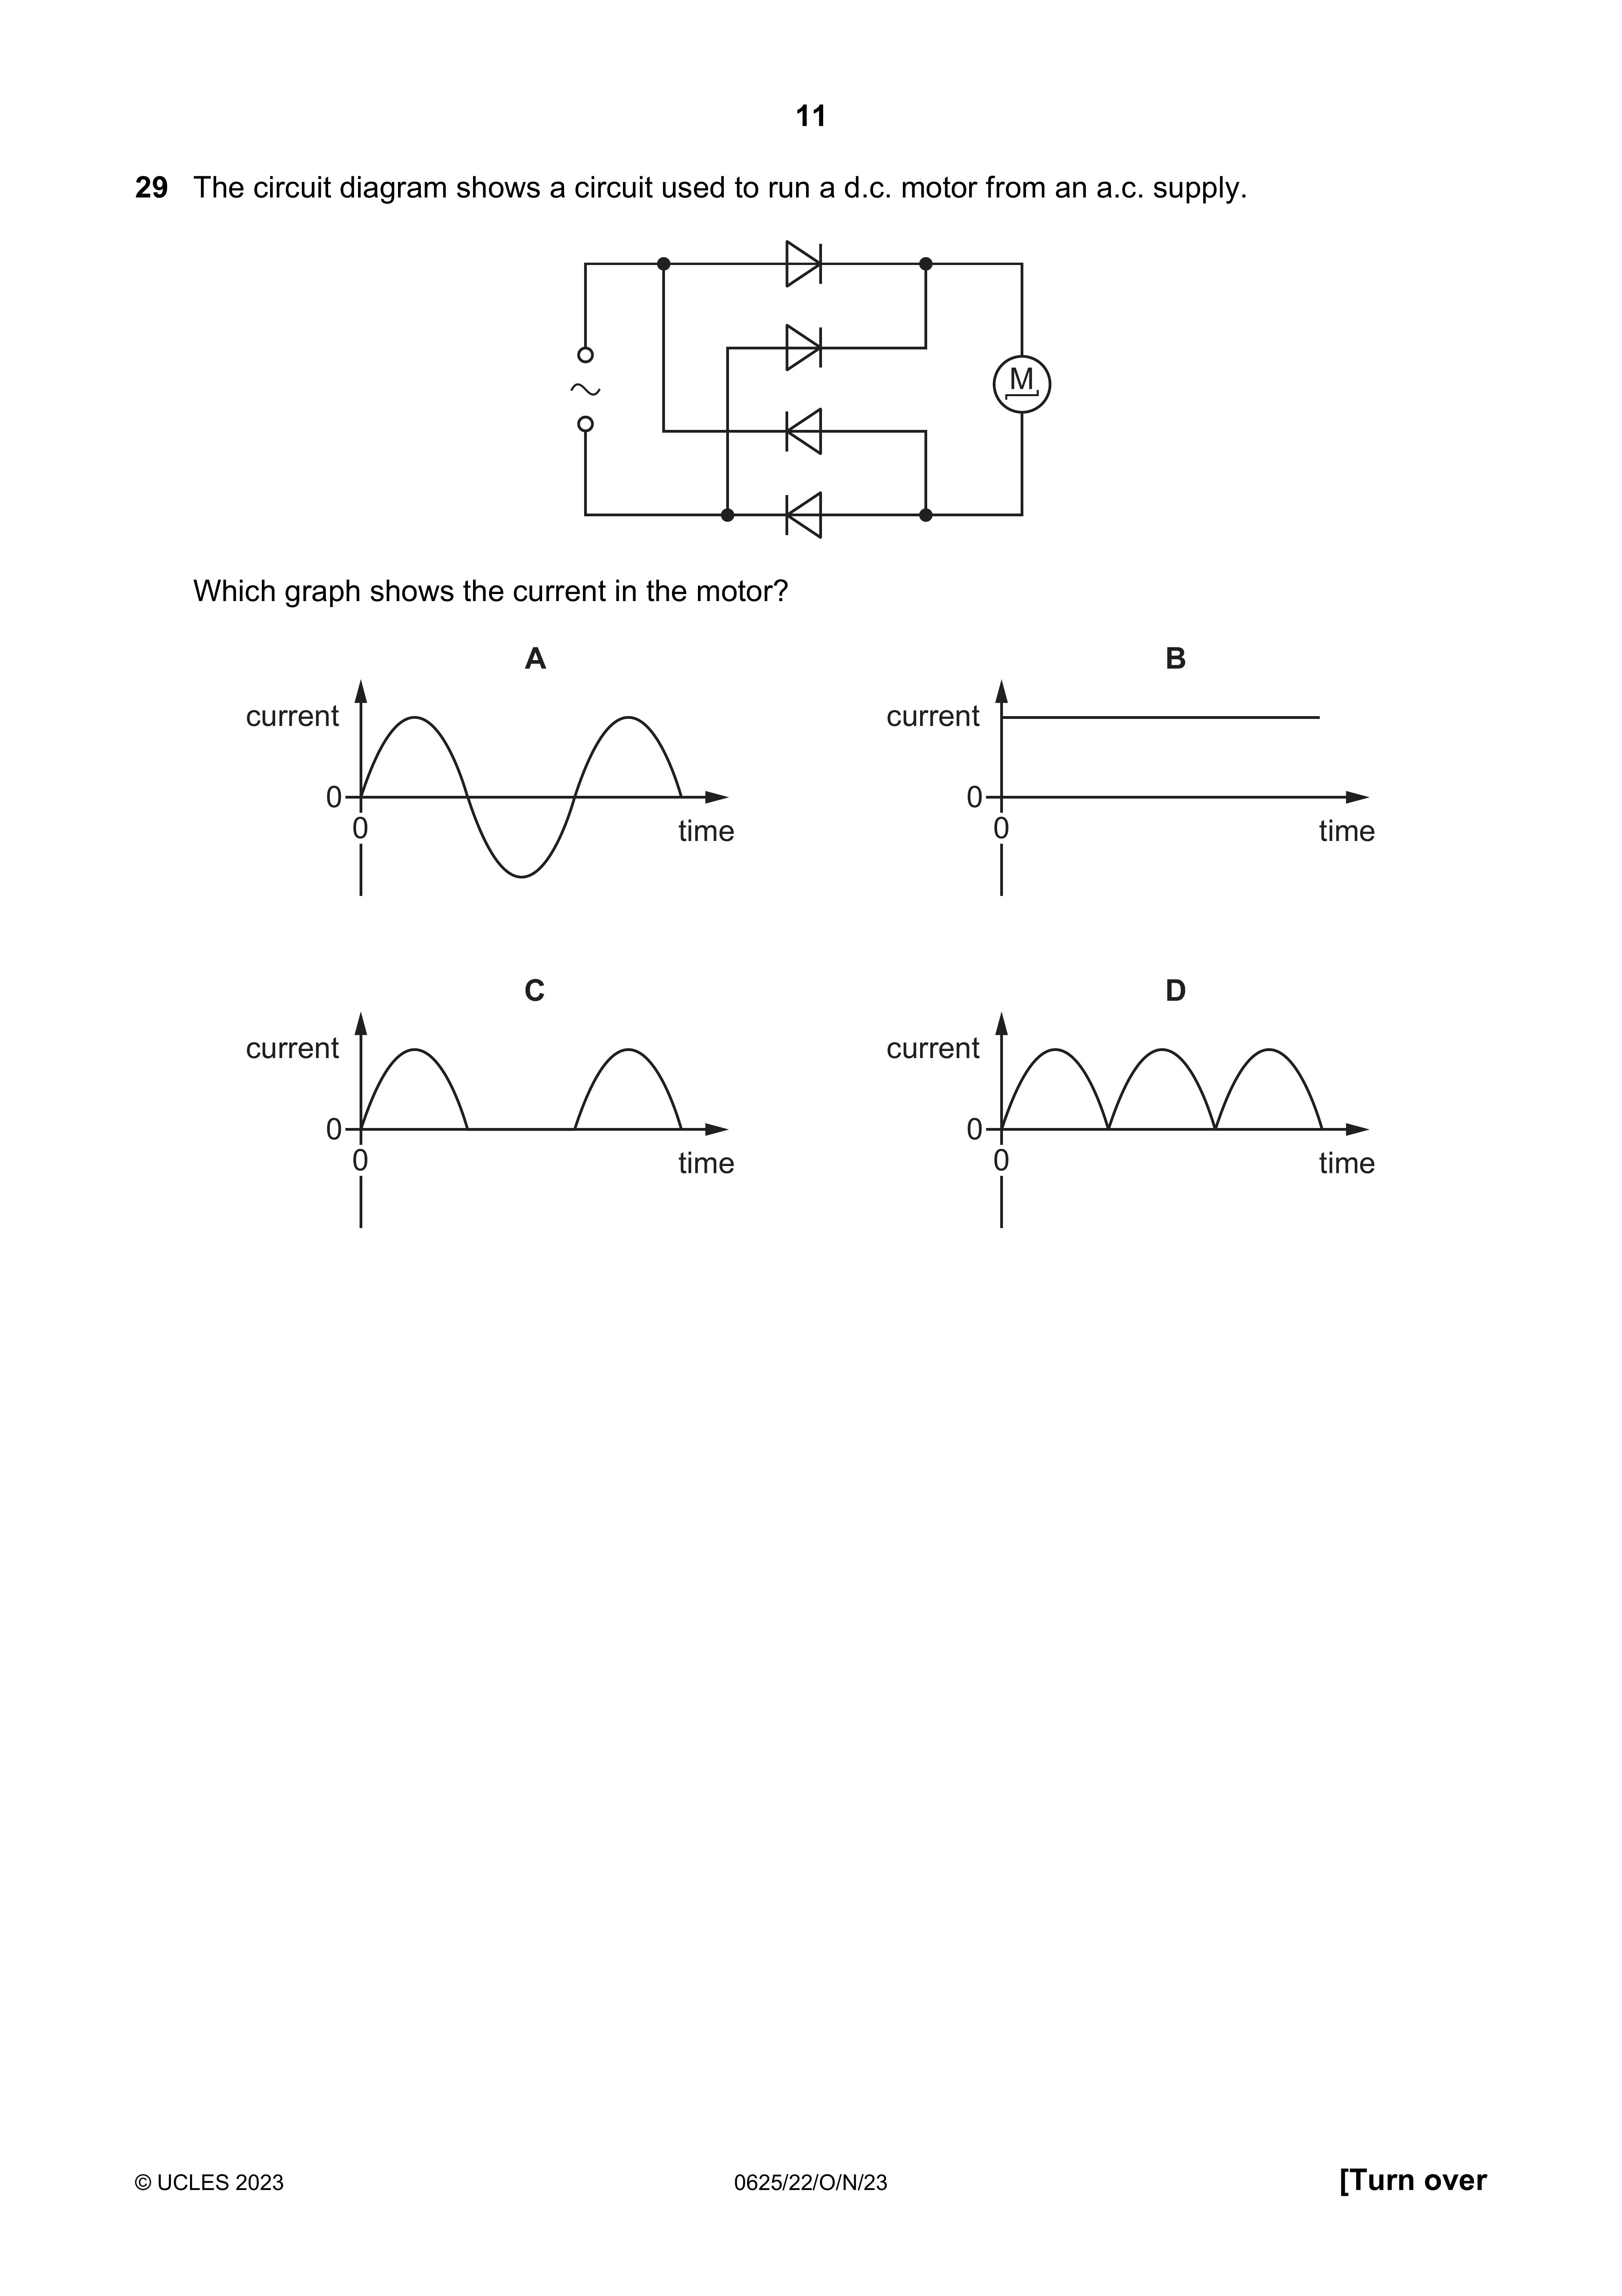 11
29 The circuit diagram shows a circuit used to run a d.c. motor from an a.c. supply.
~
M
Which graph shows the current in the motor?
A
current
0
0
time
B
current
0
0
time
C
current
0
0
time
D
current
0
0
time
© UCLES 2023 0625/22/O/N/23 [Turn over